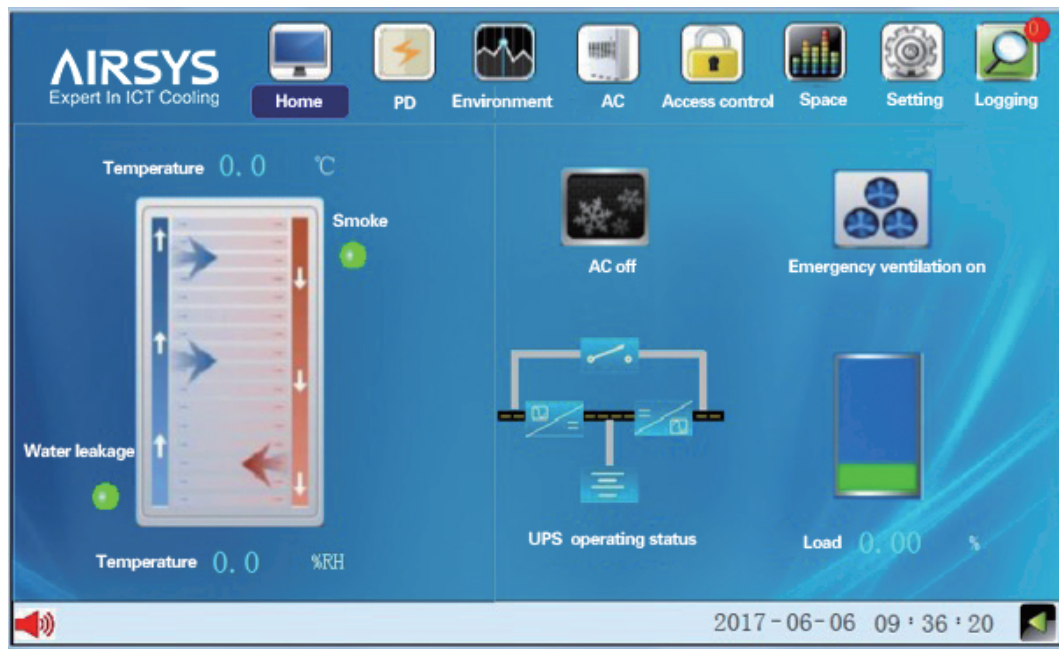 AIRSYS
Expert In ICT Cooling
Home
PD
Environment
AC
Access control
Space
Setting
Logging
0
Temperature 0.0 ℃
Smoke
Water leakage
Temperature 0.0 %RH
AC off
Emergency ventilation on
UPS operating status
Load 0.00 %
2017-06-06 09:36:20